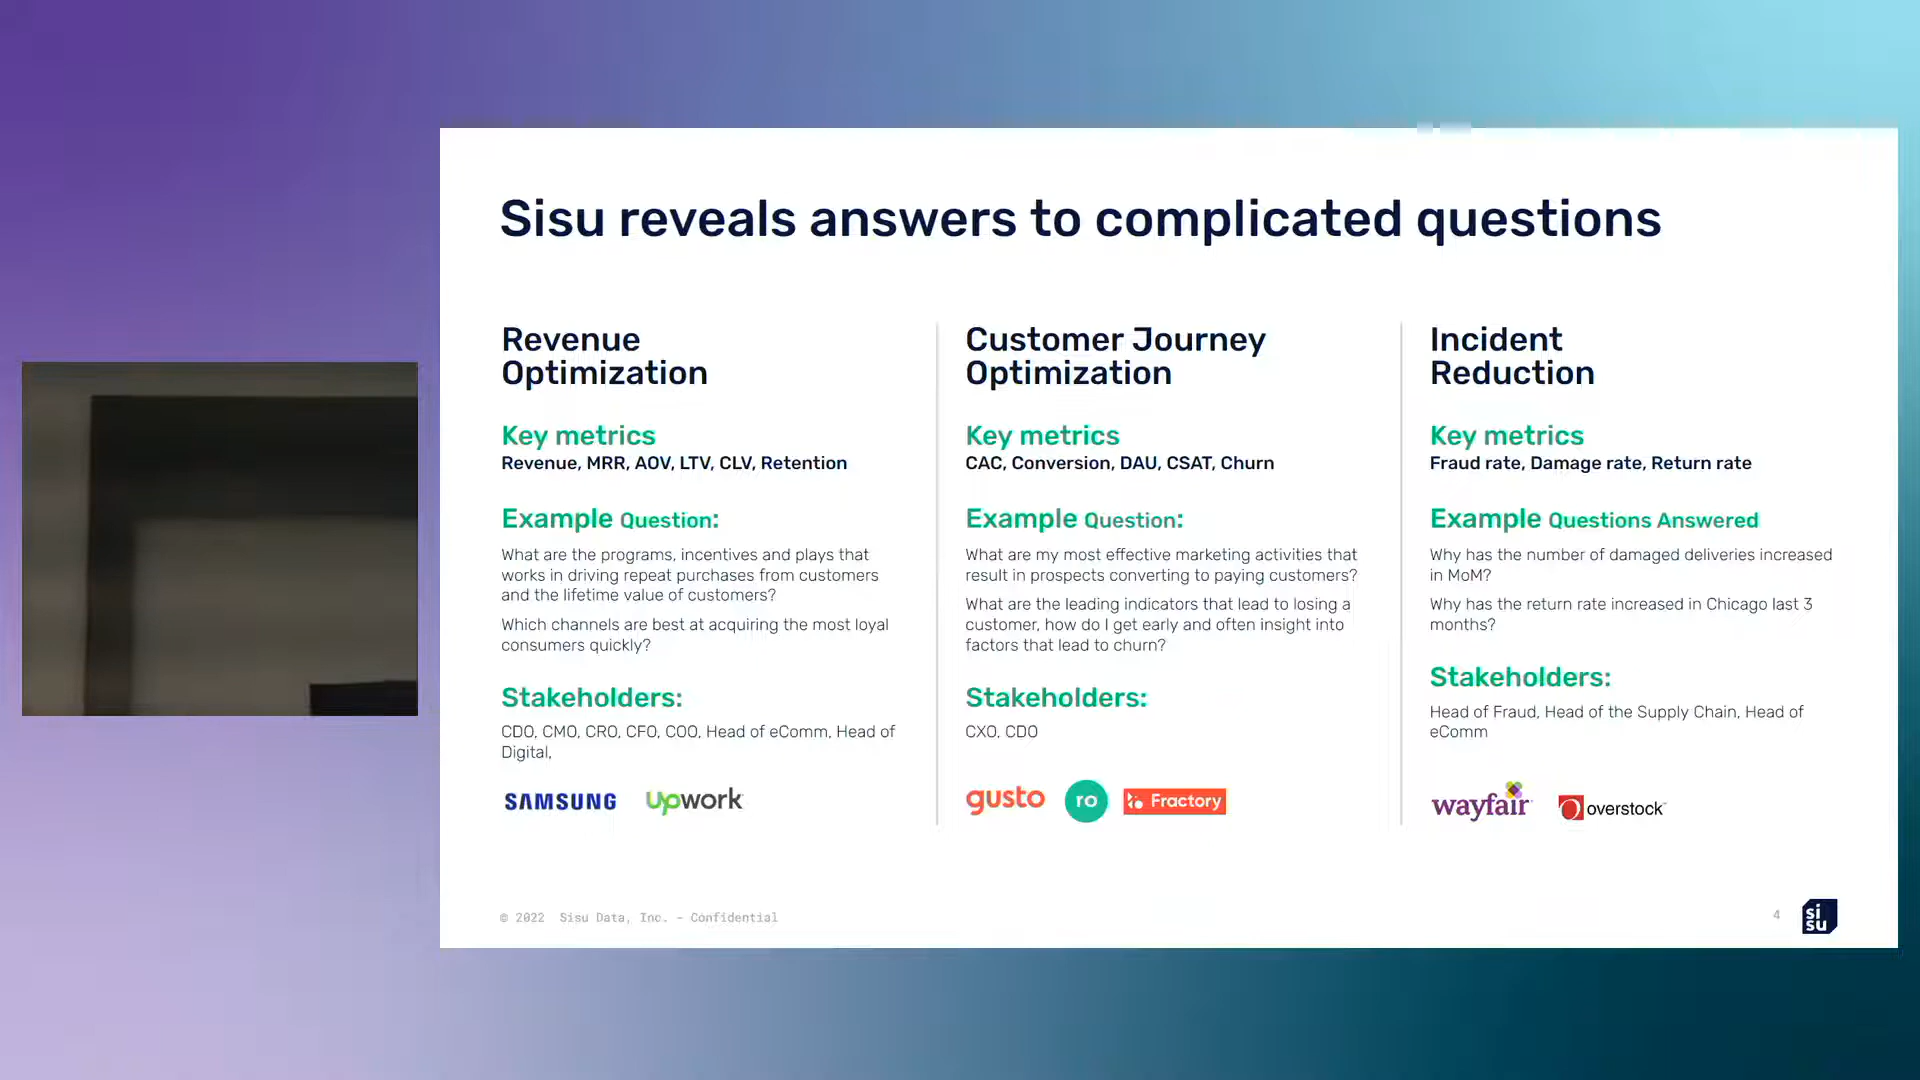 Sisu reveals answers to complicated questions
Revenue
Optimization
Key metrics
Revenue, MRR, AOV, LTV, CLV, Retention
Example Question:
What are the programs, incentives and plays that
works in driving repeat purchases from customers
and the lifetime value of customers?
Which channels are best at acquiring the most loyal
consumers quickly?
Stakeholders:
CDO, CMO, CRO, CFO, COO, Head of eComm, Head of
Digital,
SAMSUNG
upwork
Customer Journey
Optimization
Key metrics
CAC, Conversion, DAU, CSAT, Churn
Example Question:
What are my most effective marketing activities that
result in prospects converting to paying customers?
What are the leading indicators that lead to losing a
customer, how do I get early and often insight into
factors that lead to churn?
Stakeholders:
CXO, CDO
gusto
ro
Fractory
Incident
Reduction
Key metrics
Fraud rate, Damage rate, Return rate
Example Questions Answered
Why has the number of damaged deliveries increased
in MoM?
Why has the return rate increased in Chicago last 3
months?
Stakeholders:
Head of Fraud, Head of the Supply Chain, Head of
eComm
wayfair
overstock
© 2022 Sisu Data, Inc. - Confidential
4
si
su